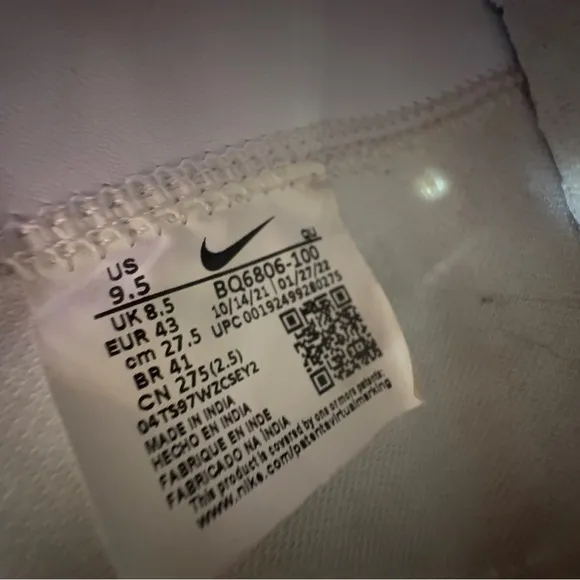 US
9.5
UK 8.5
EUR 43
cm 27.5
BR 41
CN 275(2.5)
04TS97WZCSEY2
MADE IN INDIA
HECHO EN INDIA
FABRIQUE EN INDE
FABRICADO NA INDIA
This product is covered by one or more patents:
www.nike.com/patentsvirtualmarking
QU
BQ6806-100
10/14/21 | 01/27/22
UPC 00192499280275